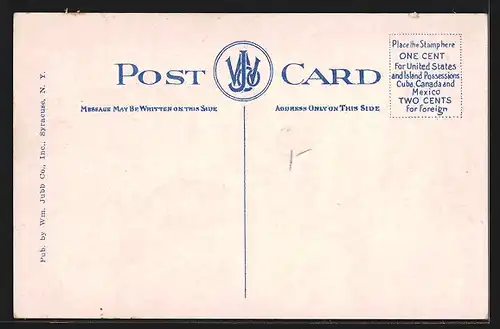 POST CARD
MESSAGE MAY BE WRITTEN ON THIS SIDE
ADDRESS ONLY ON THIS SIDE
Place the Stamp here
ONE CENT
For United States
and Island Possessions
Cuba, Canada and
Mexico
TWO CENTS
for Foreign
Pub. by Wm. Jubb Co., Inc., Syracuse, N. Y.